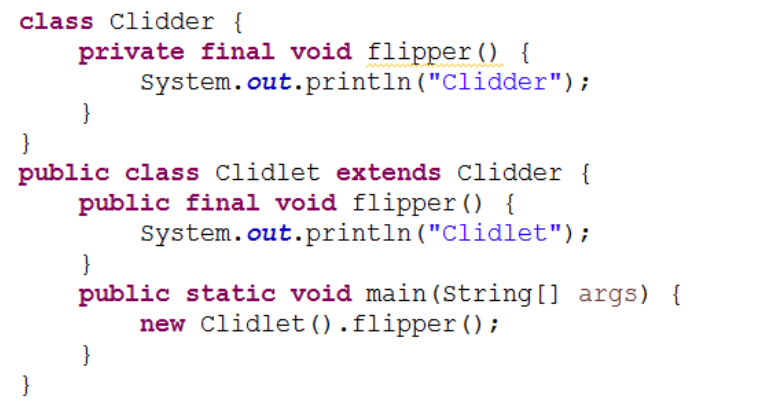 class Clidder {
    private final void flipper() {
        System.out.println("Clidder");
    }
}
public class Clidlet extends Clidder {
    public final void flipper() {
        System.out.println("Clidlet");
    }
    public static void main(String[] args) {
        new Clidlet().flipper();
    }
}